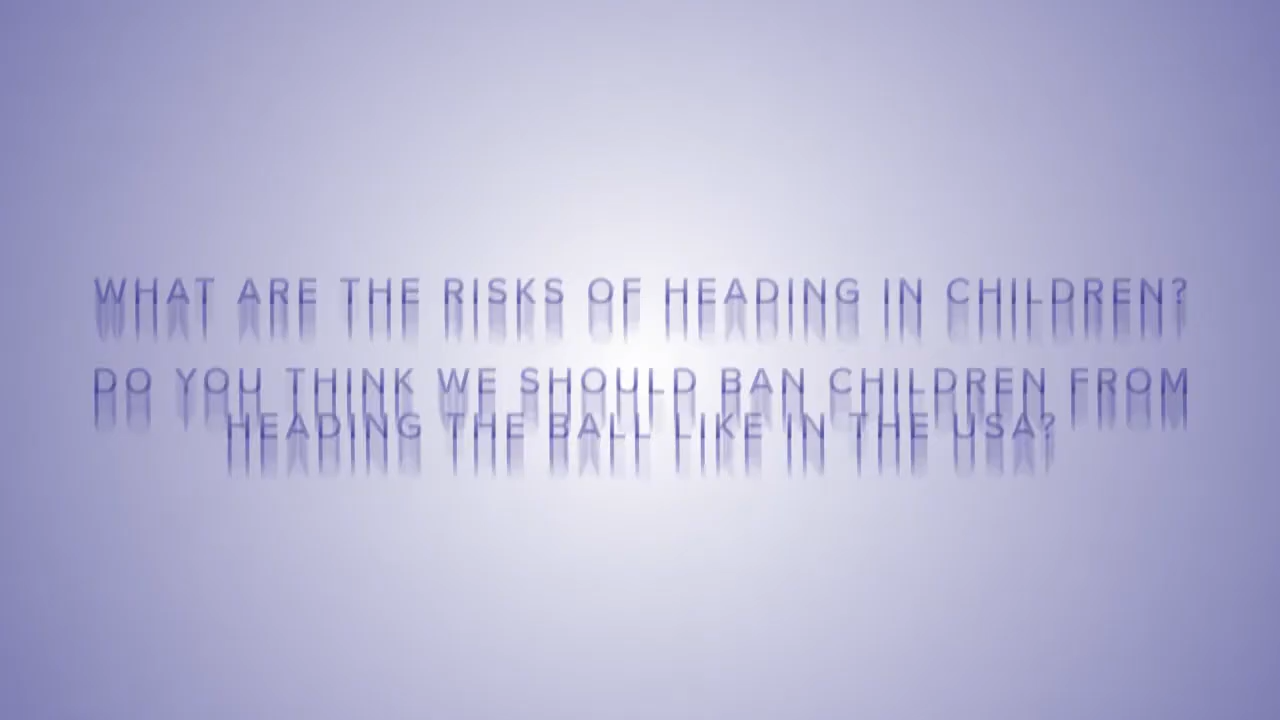 WHAT ARE THE RISKS OF HEADING IN CHILDREN?
DO YOU THINK WE SHOULD BAN CHILDREN FROM
HEADING THE BALL LIKE IN THE USA?